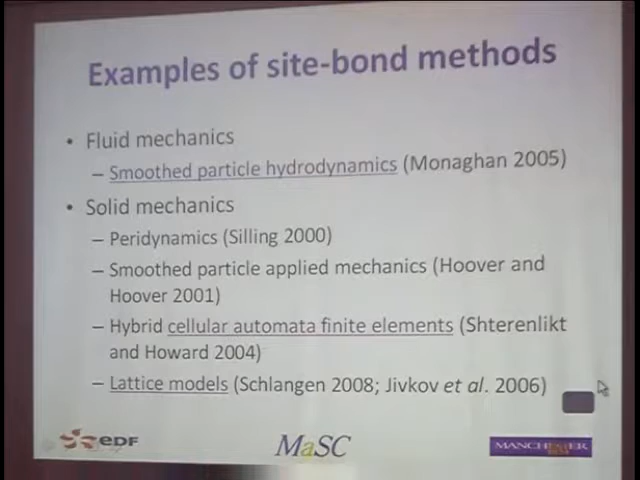 Examples of site-bond methods
• Fluid mechanics
– Smoothed particle hydrodynamics (Monaghan 2005)
• Solid mechanics
– Peridynamics (Silling 2000)
– Smoothed particle applied mechanics (Hoover and
Hoover 2001)
– Hybrid cellular automata finite elements (Shterenlikt
and Howard 2004)
– Lattice models (Schlangen 2008; Jivkov et al. 2006)
eDF
MaSC
MANCHESTER